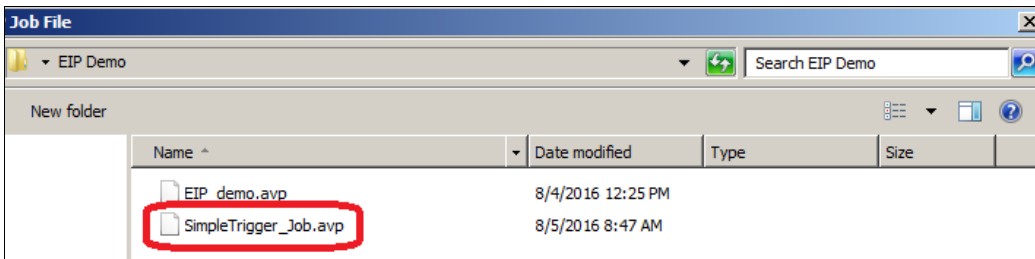 Job File
EIP Demo
Search EIP Demo
New folder
Name Date modified Type Size
EIP_demo.avp 8/4/2016 12:25 PM
SimpleTrigger_Job.avp 8/5/2016 8:47 AM